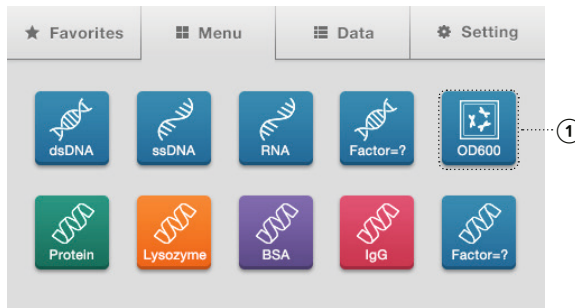 Favorites Menu Data Setting
dsDNA ssDNA RNA Factor=? OD600
1
Protein Lysozyme BSA IgG Factor=?